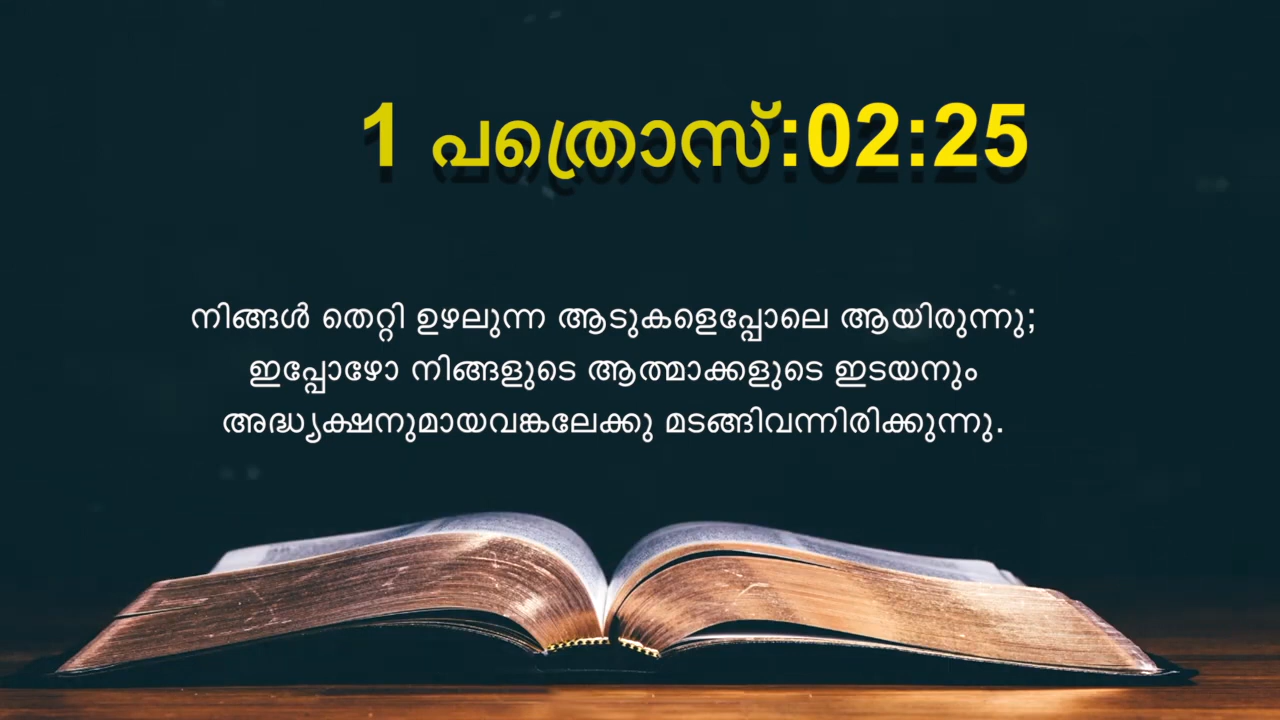 1 പത്രൊസ്:02:25
നിങ്ങൾ തെറ്റി ഉഴലുന്ന ആടുകളെപ്പോലെ ആയിരുന്നു;
ഇപ്പോഴോ നിങ്ങളുടെ ആത്മാക്കളുടെ ഇടയനും
അദ്ധ്യക്ഷനുമായവങ്കലേക്കു മടങ്ങിവന്നിരിക്കുന്നു.